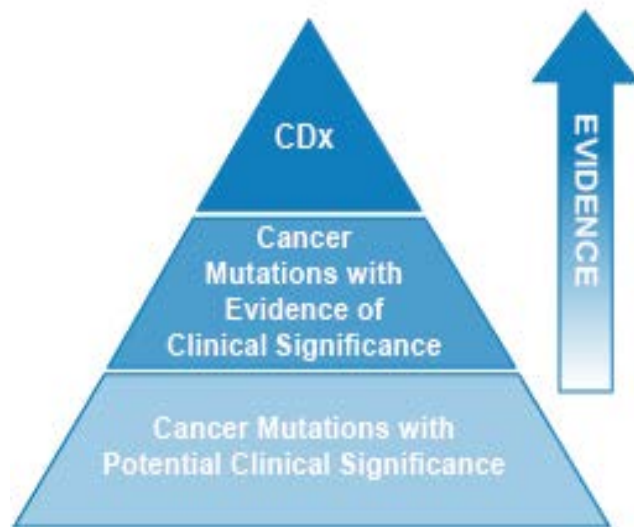 CDx
Cancer
Mutations with
Evidence of
Clinical Significance
Cancer Mutations with
Potential Clinical Significance
EVIDENCE